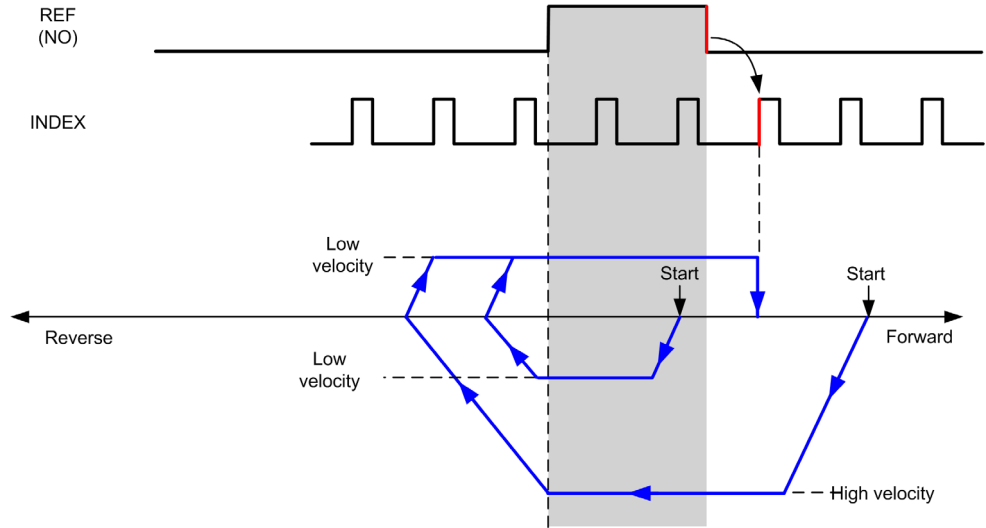 REF
(NO)
INDEX
Low
velocity
Start
Start
Reverse
Forward
Low
velocity
High velocity